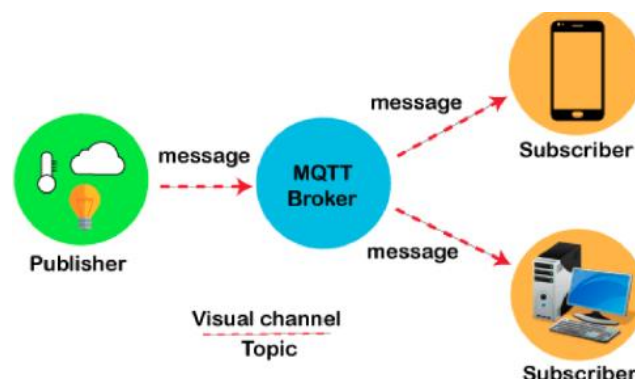 message
Subscriber
message
MQTT
Broker
Publisher
message
Visual channel
Topic
Subscriber